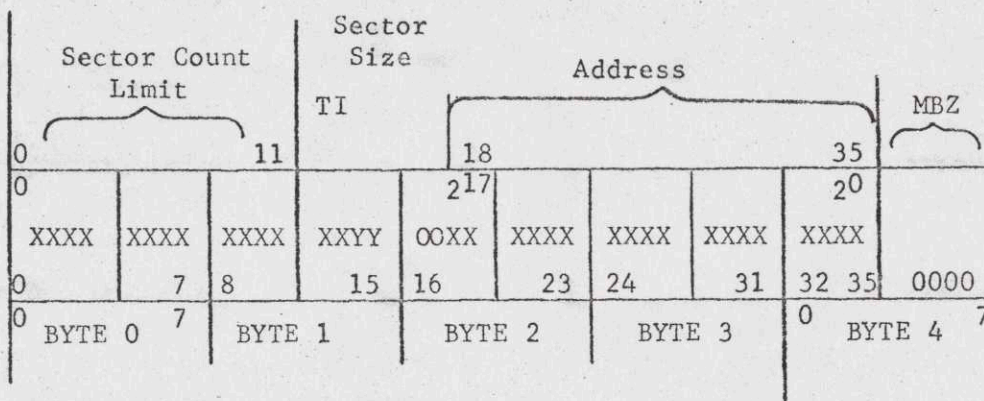 Sector
Size
Sector Count
Limit
Address
TI
MBZ
0 11 18 35
0 2^17 2^0
XXXX XXXX XXXX XXYY OOXX XXXX XXXX XXXX XXXX
0 7 8 15 16 23 24 31 32 35 0000
0 7 0 7
BYTE 0 BYTE 1 BYTE 2 BYTE 3 BYTE 4